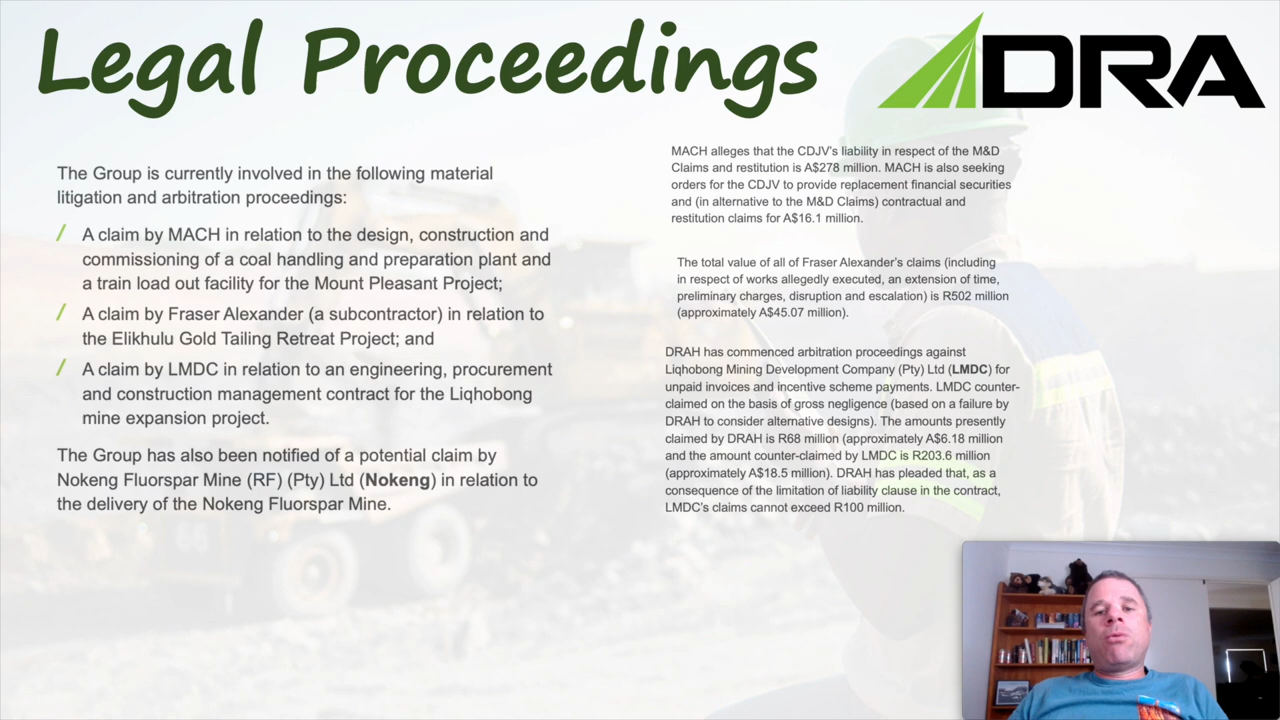 Legal Proceedings
DRA
The Group is currently involved in the following material
litigation and arbitration proceedings:
/ A claim by MACH in relation to the design, construction and
commissioning of a coal handling and preparation plant and
a train load out facility for the Mount Pleasant Project;
/ A claim by Fraser Alexander (a subcontractor) in relation to
the Elikhulu Gold Tailing Retreat Project; and
/ A claim by LMDC in relation to an engineering, procurement
and construction management contract for the Liqhobong
mine expansion project.
The Group has also been notified of a potential claim by
Nokeng Fluorspar Mine (RF) (Pty) Ltd (Nokeng) in relation to
the delivery of the Nokeng Fluorspar Mine.
MACH alleges that the CDJV's liability in respect of the M&D
Claims and restitution is A$278 million. MACH is also seeking
orders for the CDJV to provide replacement financial securities
and (in alternative to the M&D Claims) contractual and
restitution claims for A$16.1 million.
The total value of all of Fraser Alexander's claims (including
in respect of works allegedly executed, an extension of time,
preliminary charges, disruption and escalation) is R502 million
(approximately A$45.07 million).
DRAH has commenced arbitration proceedings against
Liqhobong Mining Development Company (Pty) Ltd (LMDC) for
unpaid invoices and incentive scheme payments. LMDC counter-
claimed on the basis of gross negligence (based on a failure by
DRAH to consider alternative designs). The amounts presently
claimed by DRAH is R68 million (approximately A$6.18 million
and the amount counter-claimed by LMDC is R203.6 million
(approximately A$18.5 million). DRAH has pleaded that, as a
consequence of the limitation of liability clause in the contract,
LMDC's claims cannot exceed R100 million.